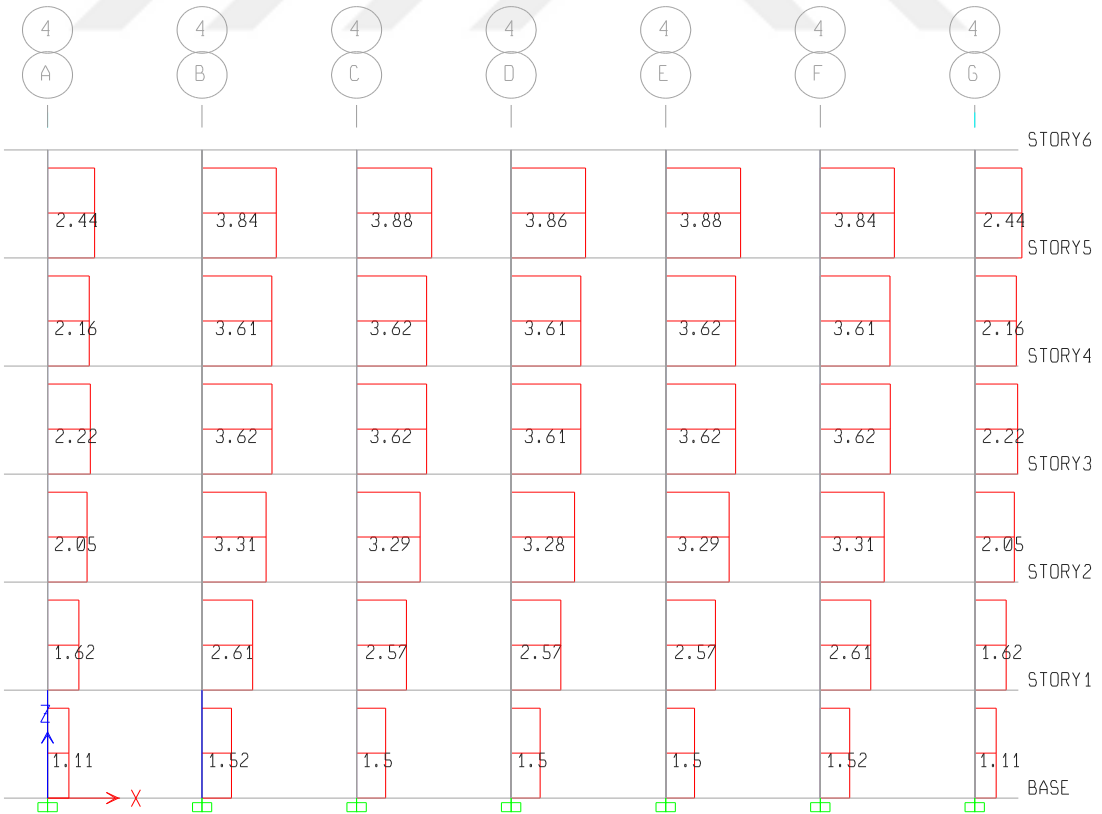 4 4 4 4 4 4 4
A B C D E F G
STORY6
2.44 3.84 3.88 3.86 3.88 3.84 2.44
STORY5
2.16 3.61 3.62 3.61 3.62 3.61 2.16
STORY4
2.22 3.62 3.62 3.61 3.62 3.62 2.22
STORY3
2.05 3.31 3.29 3.28 3.29 3.31 2.05
STORY2
1.62 2.61 2.57 2.57 2.57 2.61 1.62
STORY1
Z
1.11 1.52 1.5 1.5 1.5 1.52 1.11
BASE
X